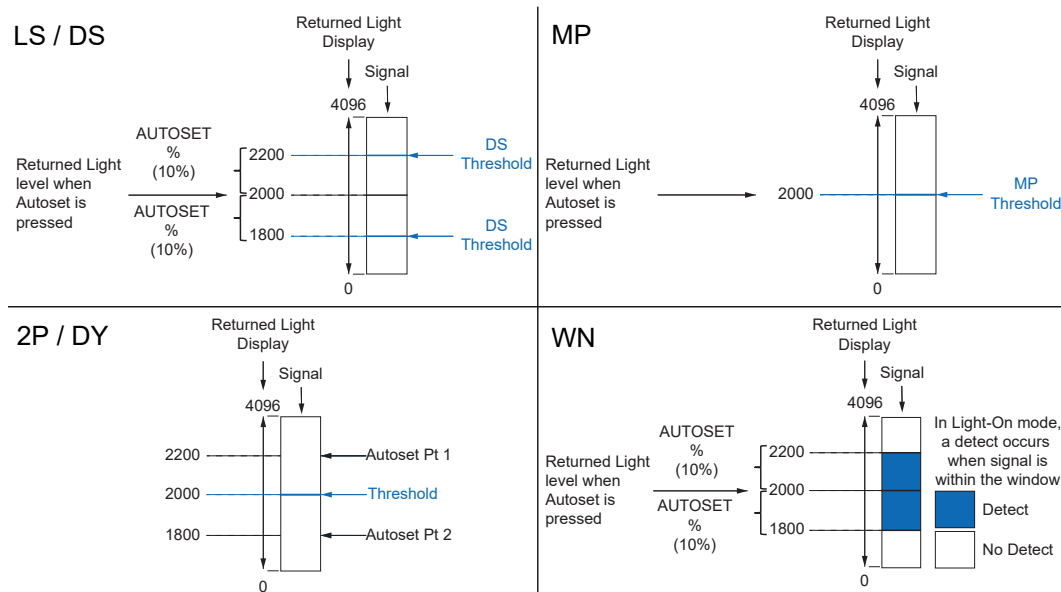 LS / DS
Returned Light
Display
Signal
4096
AUTOSET
%
(10%)
2200
DS
Threshold
Returned Light
level when
Autoset is
pressed
2000
AUTOSET
%
(10%)
1800
DS
Threshold
0
MP
Returned Light
Display
Signal
4096
Returned Light
level when
Autoset is
pressed
2000
MP
Threshold
0
2P / DY
Returned Light
Display
Signal
4096
2200
Autoset Pt 1
2000
Threshold
1800
Autoset Pt 2
0
WN
Returned Light
Display
Signal
4096
In Light-On mode,
a detect occurs
when signal is
within the window
AUTOSET
%
(10%)
2200
Returned Light
level when
Autoset is
pressed
2000
AUTOSET
%
(10%)
1800
Detect
No Detect
0